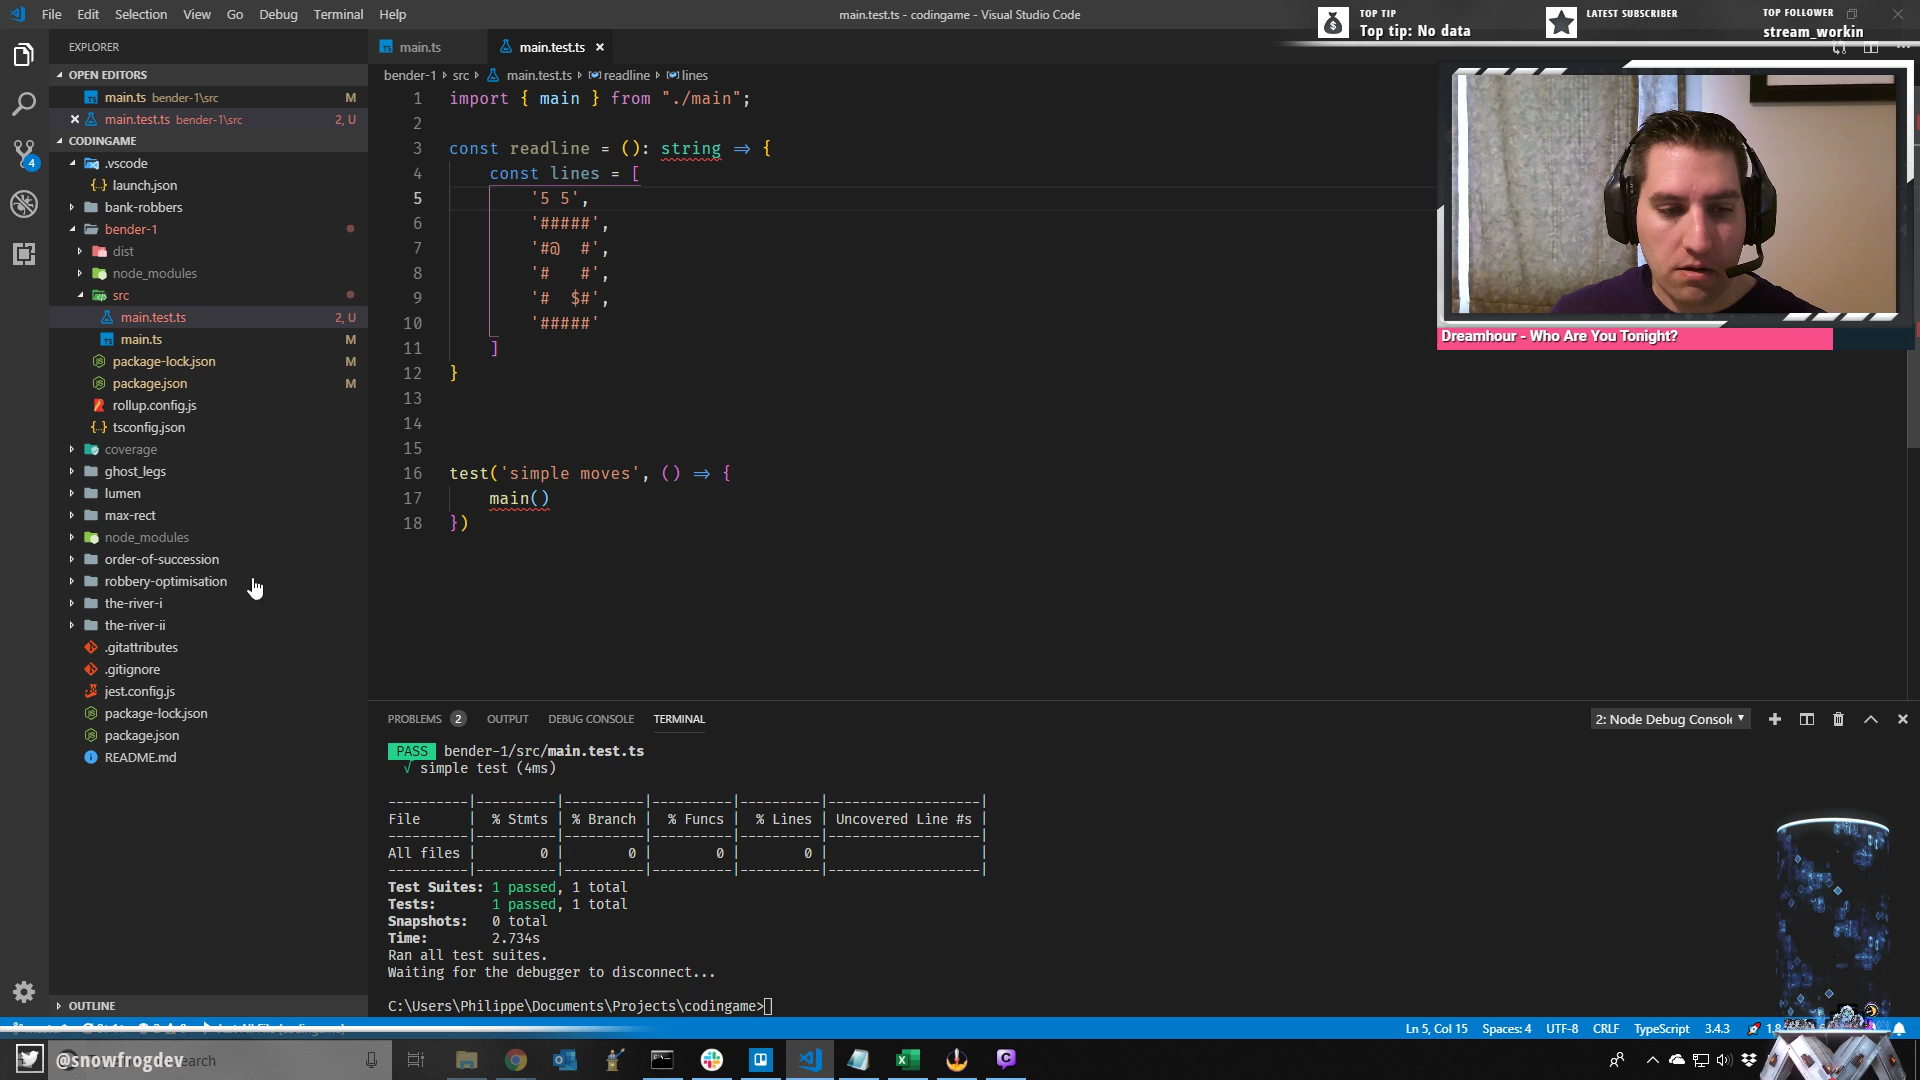 File Edit Selection View Go Debug Terminal Help
main.test.ts - codingame - Visual Studio Code
TOP TIP
Top tip: No data
LATEST SUBSCRIBER
TOP FOLLOWER
stream_workin
EXPLORER
OPEN EDITORS
main.ts bender-1\src M
main.test.ts bender-1\src 2, U
CODINGAME
.vscode
launch.json
bank-robbers
bender-1
dist
node_modules
src
main.test.ts 2, U
main.ts M
package-lock.json M
package.json M
rollup.config.js
tsconfig.json
coverage
ghost_legs
lumen
max-rect
node_modules
order-of-succession
robbery-optimisation
the-river-i
the-river-ii
.gitattributes
.gitignore
jest.config.js
package-lock.json
package.json
README.md
OUTLINE
4
main.ts
main.test.ts
bender-1 src main.test.ts readline lines
1 import { main } from "./main";
2
3 const readline = (): string => {
4 const lines = [
5 '5 5',
6 '#####',
7 '#@  #',
8 '#   #',
9 '#  $#',
10 '#####'
11 ]
12 }
13
14
15
16 test('simple moves', () => {
17 main()
18 })
Dreamhour - Who Are You Tonight?
PROBLEMS 2 OUTPUT DEBUG CONSOLE TERMINAL
2: Node Debug Consol
PASS bender-1/src/main.test.ts
√ simple test (4ms)
----------|----------|----------|----------|----------|-------------------|
File | % Stmts | % Branch | % Funcs | % Lines | Uncovered Line #s |
----------|----------|----------|----------|----------|-------------------|
All files | 0 | 0 | 0 | 0 | |
----------|----------|----------|----------|----------|-------------------|
Test Suites: 1 passed, 1 total
Tests: 1 passed, 1 total
Snapshots: 0 total
Time: 2.734s
Ran all test suites.
Waiting for the debugger to disconnect...
C:\Users\Philippe\Documents\Projects\codingame>
Ln 5, Col 15 Spaces: 4 UTF-8 CRLF TypeScript 3.4.3
@snowfrogdev